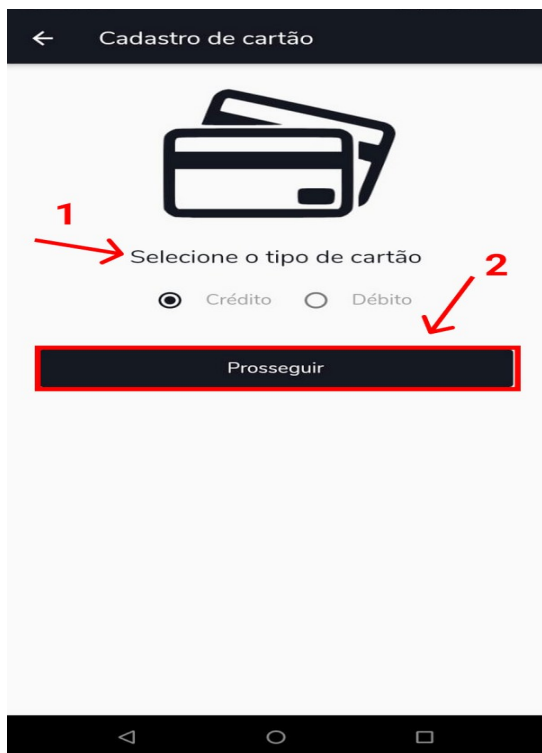 Cadastro de cartão
1
Selecione o tipo de cartão
2
Crédito Débito
Prosseguir